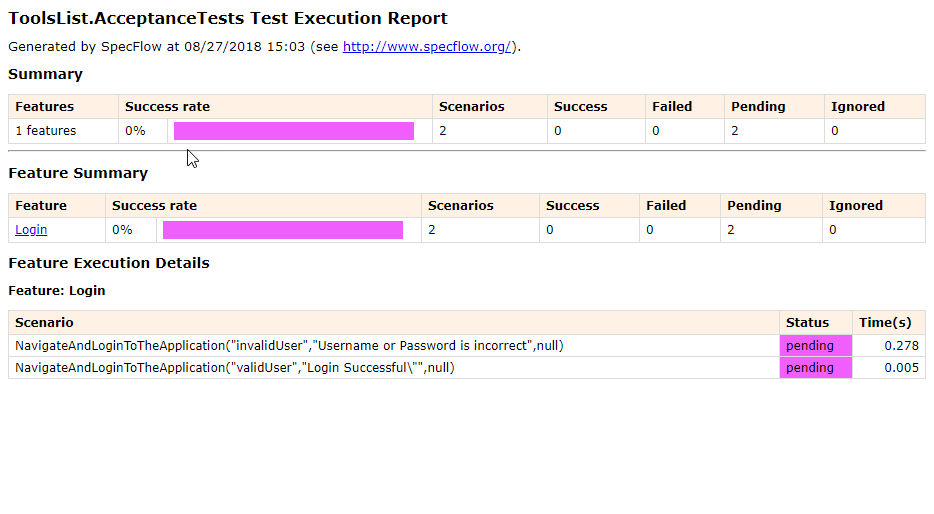 ToolsList.AcceptanceTests Test Execution Report
Generated by SpecFlow at 08/27/2018 15:03 (see http://www.specflow.org/).
Summary
Features Success rate Scenarios Success Failed Pending Ignored
1 features 0% 2 0 0 2 0
Feature Summary
Feature Success rate Scenarios Success Failed Pending Ignored
Login 0% 2 0 0 2 0
Feature Execution Details
Feature: Login
Scenario Status Time(s)
NavigateAndLoginToTheApplication("invalidUser","Username or Password is incorrect",null) pending 0.278
NavigateAndLoginToTheApplication("validUser","Login Successful\"",null) pending 0.005